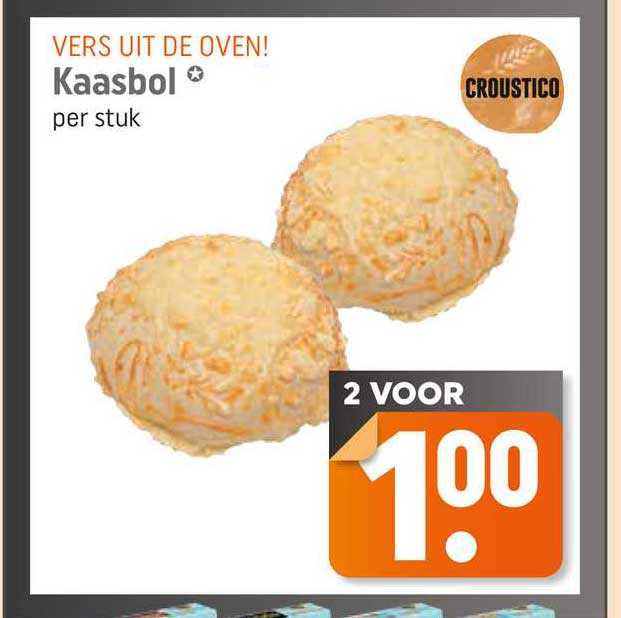 VERS UIT DE OVEN!
Kaasbol ✪
per stuk
CROUSTICO
2 VOOR
1.00